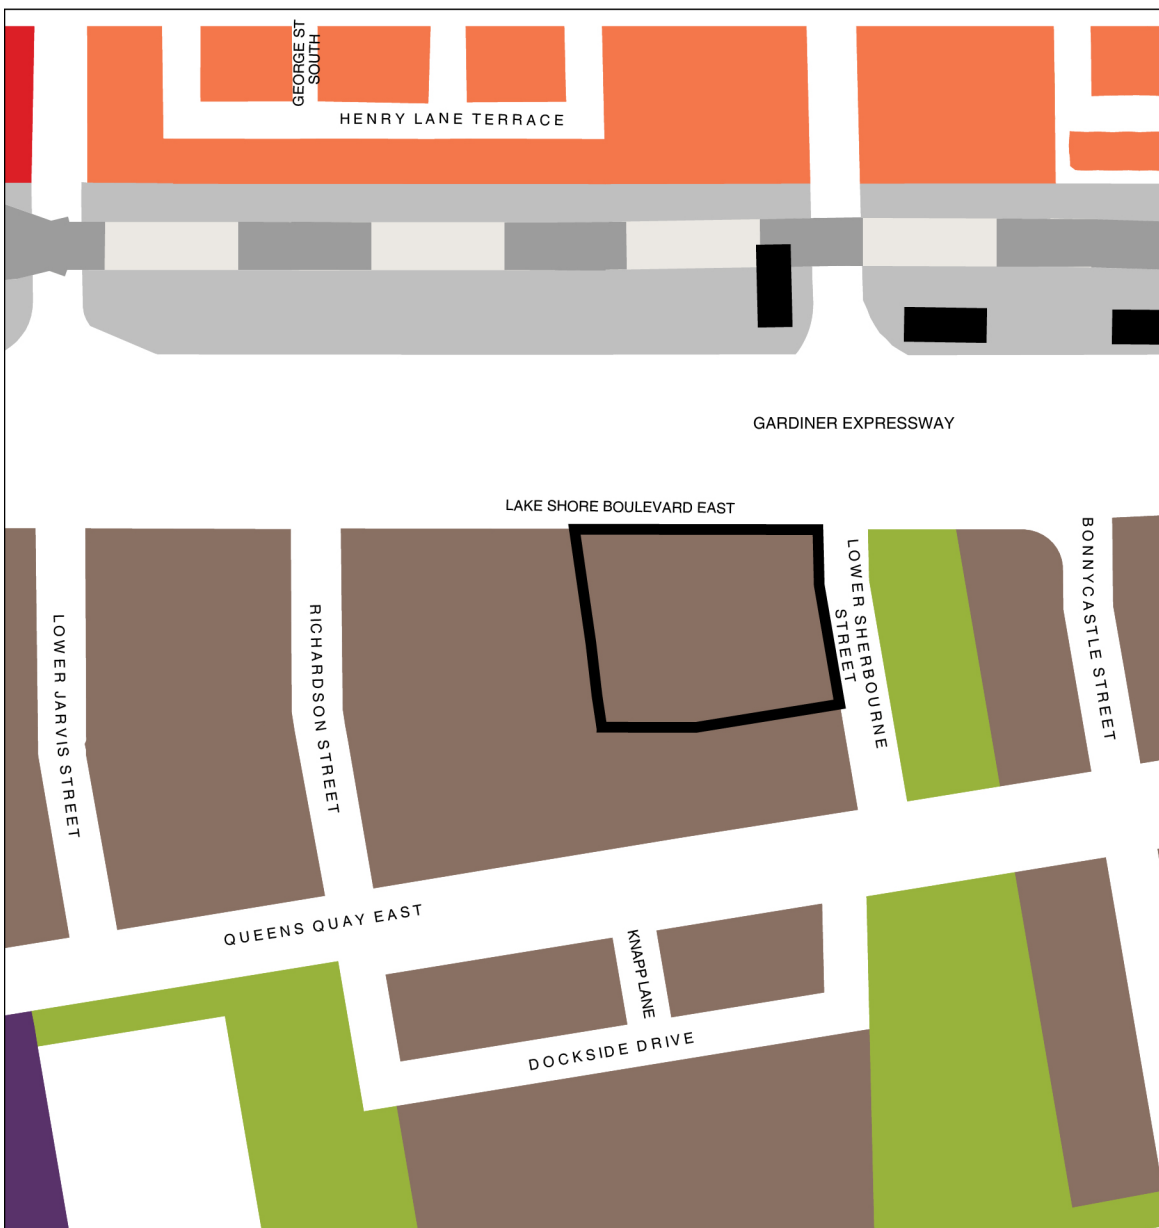 GEORGE ST
SOUTH
HENRY LANE TERRACE
GARDINER EXPRESSWAY
LAKE SHORE BOULEVARD EAST
LOWER JARVIS STREET
RICHARDSON STREET
LOWER SHERBOURNE
STREET
BONNYCASTLE STREET
QUEENS QUAY EAST
KNAPP LANE
DOCKSIDE DRIVE